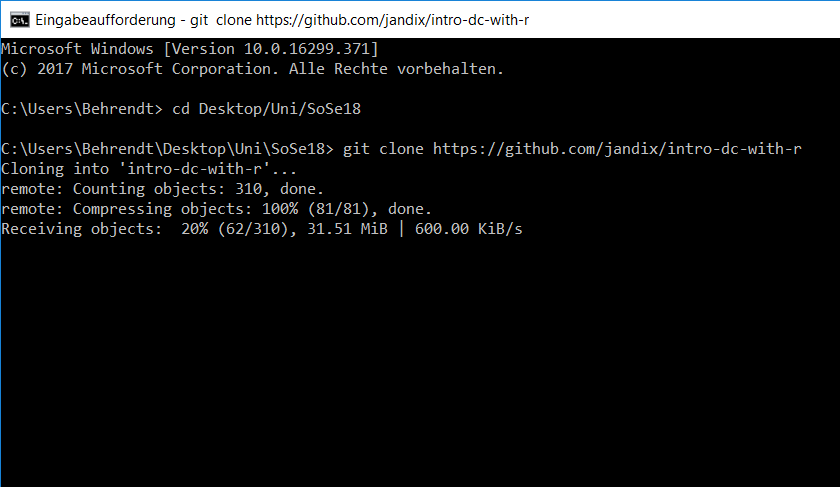 Eingabeaufforderung - git  clone https://github.com/jandix/intro-dc-with-r
Microsoft Windows [Version 10.0.16299.371]
(c) 2017 Microsoft Corporation. Alle Rechte vorbehalten.
C:\Users\Behrendt> cd Desktop/Uni/SoSe18
C:\Users\Behrendt\Desktop\Uni\SoSe18> git clone https://github.com/jandix/intro-dc-with-r
Cloning into 'intro-dc-with-r'...
remote: Counting objects: 310, done.
remote: Compressing objects: 100% (81/81), done.
Receiving objects:  20% (62/310), 31.51 MiB | 600.00 KiB/s